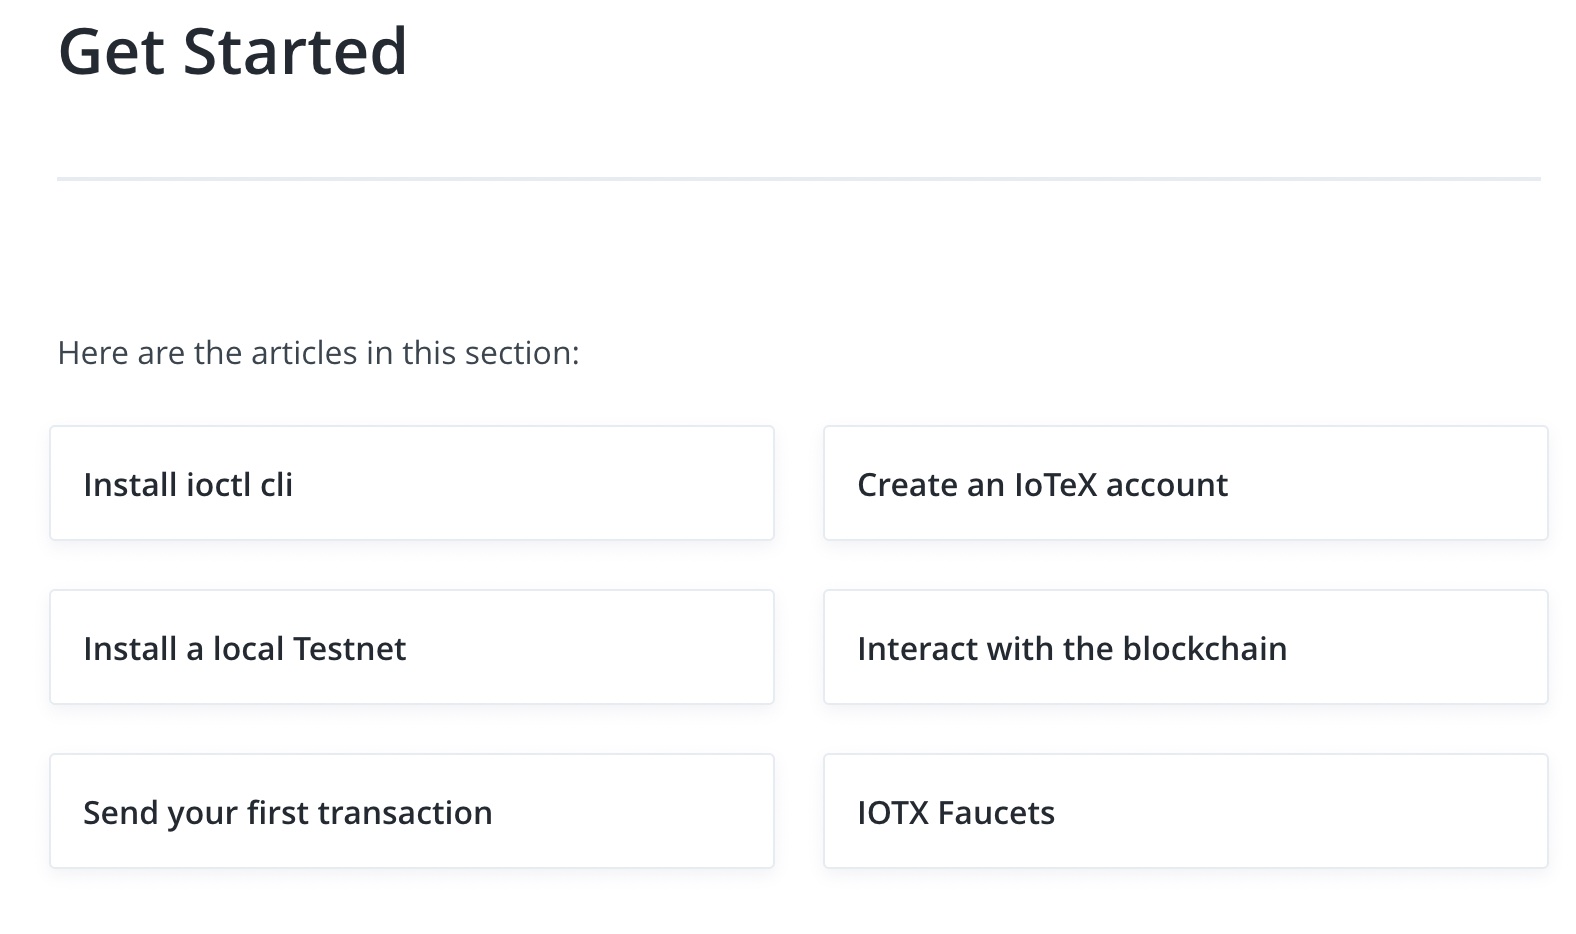 Get Started
Here are the articles in this section:
Install ioctl cli
Create an IoTeX account
Install a local Testnet
Interact with the blockchain
Send your first transaction
IOTX Faucets